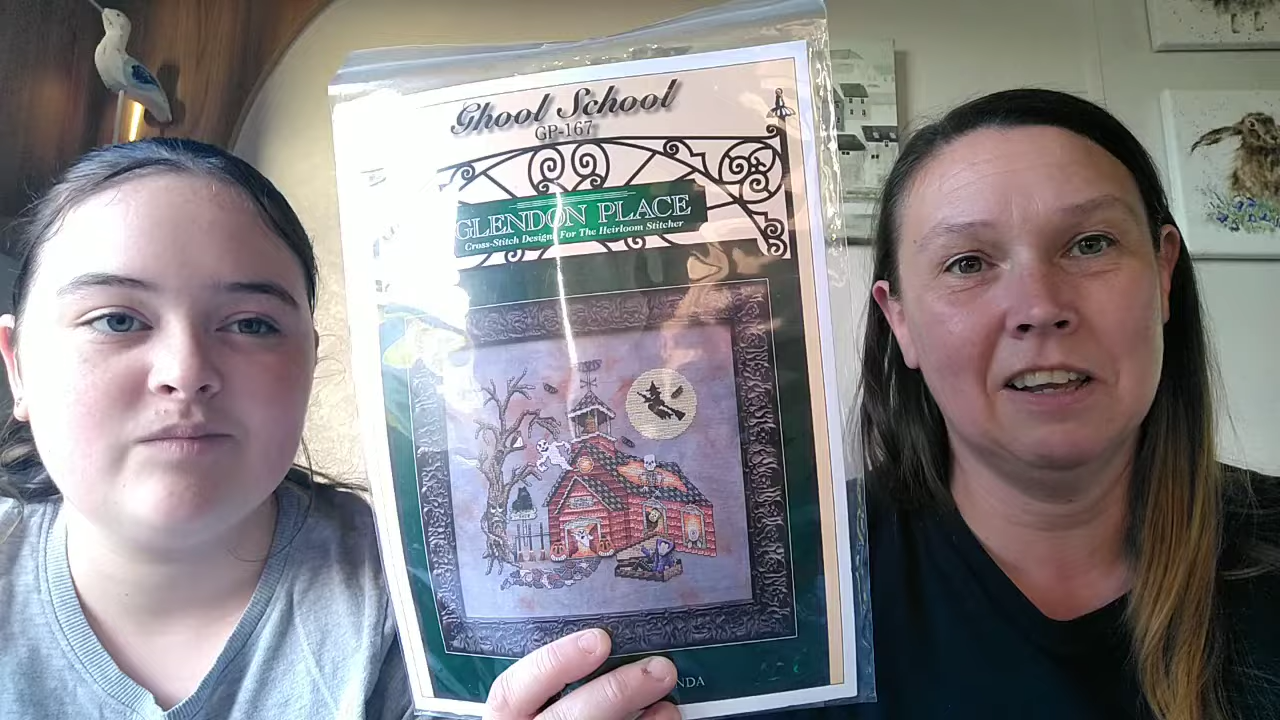 Ghool School
GP-167
GLENDON PLACE
Cross-Stitch Designs For The Heirloom Stitcher